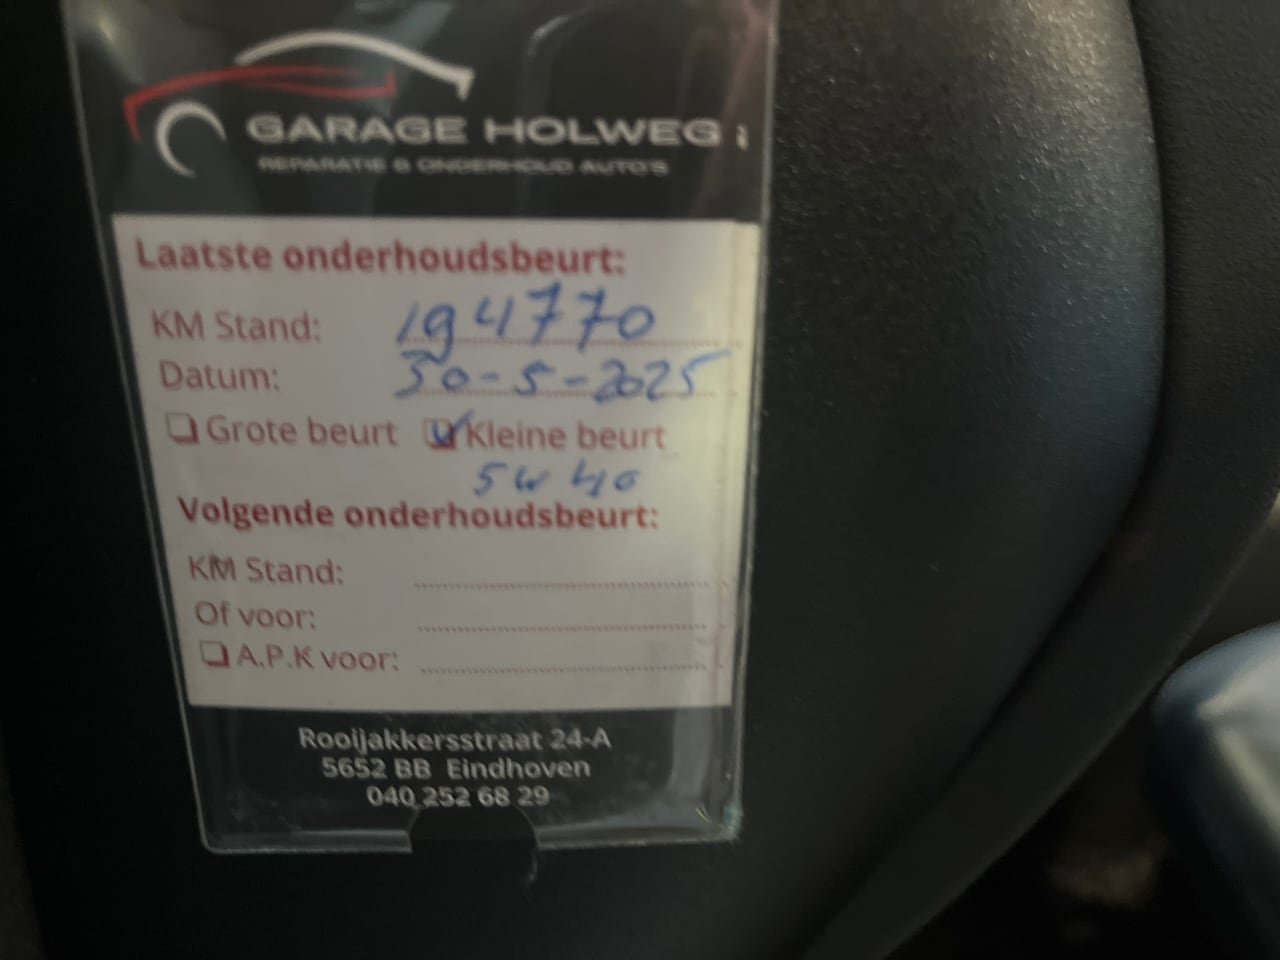 GARAGE HOLWEG
REPARATIE & ONDERHOUD AUTO'S
Laatste onderhoudsbeurt:
KM Stand: 194770
Datum: 30-5-2025
❏ Grote beurt ❏ Kleine beurt
5w40
Volgende onderhoudsbeurt:
KM Stand:
Of voor:
❏ A.P.K voor:
Rooijakkersstraat 24-A
5652 BB Eindhoven
040 252 68 29